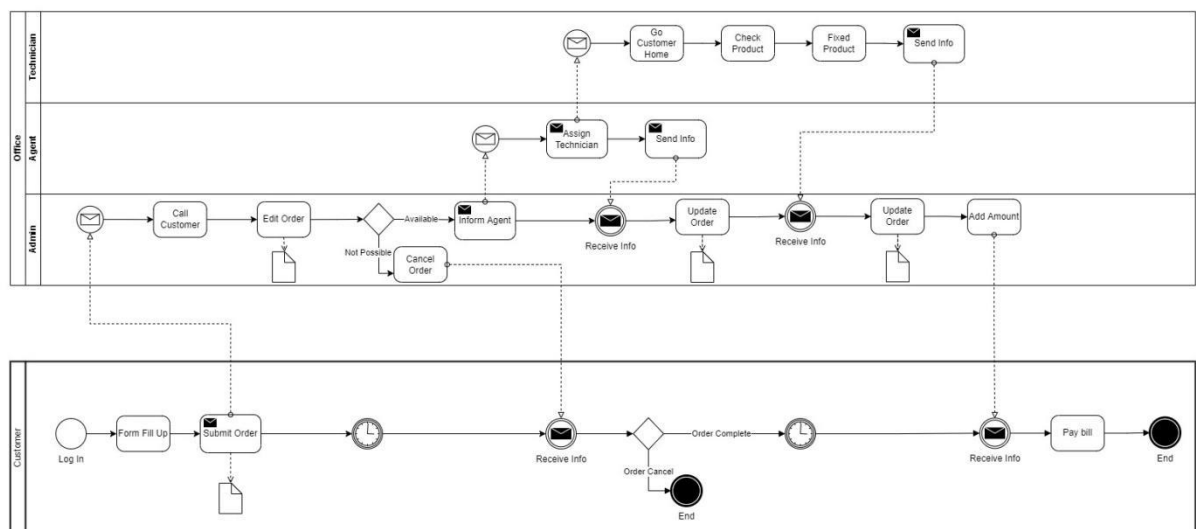 Office
Technician
Go
Customer
Home
Check
Product
Fixed
Product
Send Info
Agent
Assign
Technician
Send Info
Admin
Call
Customer
Edit Order
Available
Not Possible
Cancel
Order
Inform Agent
Receive Info
Update
Order
Receive Info
Update
Order
Add Amount
Customer
Log In
Form Fill Up
Submit Order
Receive Info
Order Complete
Order Cancel
End
Receive Info
Pay bill
End